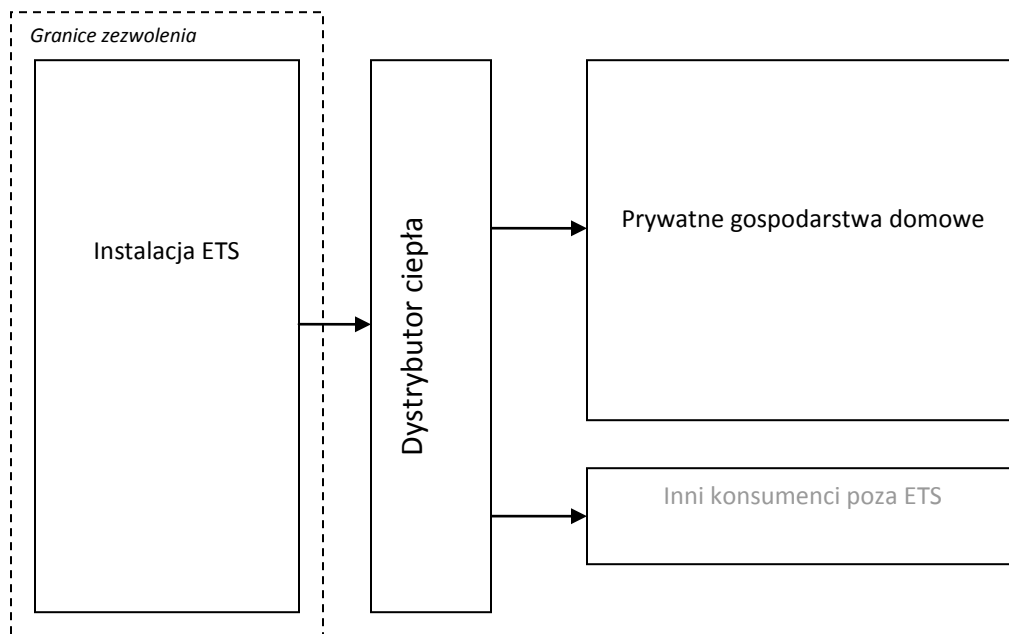 Granice zezwolenia
Instalacja ETS
Dystrybutor ciepła
Prywatne gospodarstwa domowe
Inni konsumenci poza ETS